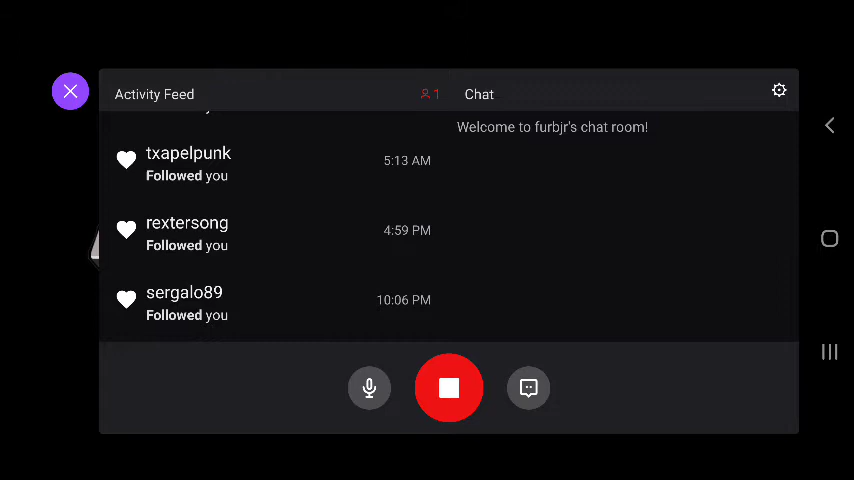 Activity Feed
1
Chat
Welcome to furbjr's chat room!
txapelpunk
5:13 AM
Followed you
rextersong
4:59 PM
Followed you
sergalo89
10:06 PM
Followed you